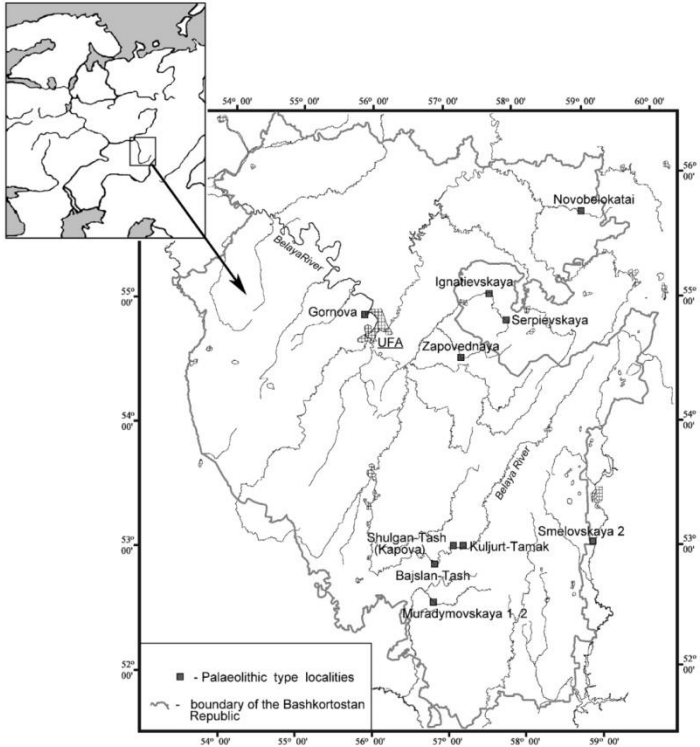 54° 00'
55° 00'
56° 00'
57° 00'
58° 00'
59° 00'
60° 00'
56°
00'
Novobelokatai
Belaya River
Ignatievskaya
55°
00'
55°
00'
Gornova
Serpievskaya
UFA
Zapovednaya
54°
00'
54°
00'
Belaya River
Smelovskaya 2
53°
00'
53°
00'
Shulgan-Tash
(Kapova)
Kuljurt-Tamak
Bajslan-Tash
Muradymovskaya 1, 2
52°
00'
52°
00'
- Palaeolithic type localities
- boundary of the Bashkortostan
Republic
54° 00'
55° 00'
56° 00'
57° 00'
58° 00'
59° 00'